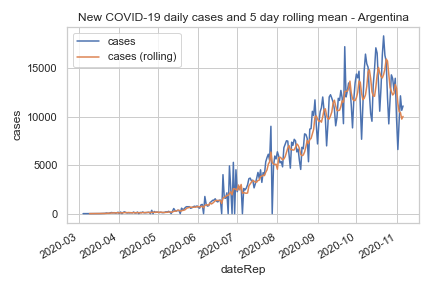 New COVID-19 daily cases and 5 day rolling mean - Argentina
cases
cases (rolling)
15000
10000
5000
0
cases
2020-03
2020-04
2020-05
2020-06
2020-07
2020-08
2020-09
2020-10
2020-11
dateRep